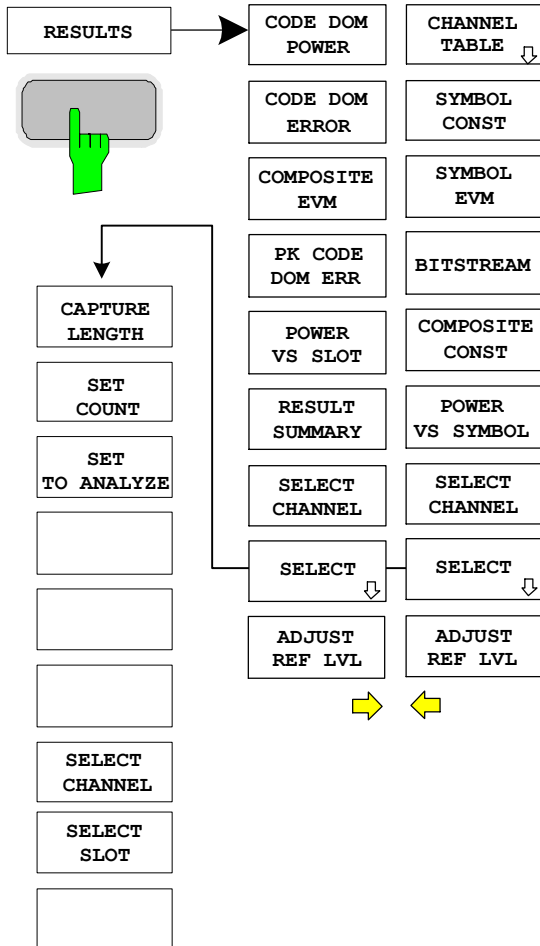 RESULTS
CODE DOM
POWER
CODE DOM
ERROR
COMPOSITE
EVM
PK CODE
DOM ERR
POWER
VS SLOT
RESULT
SUMMARY
SELECT
CHANNEL
SELECT
ADJUST
REF LVL
CHANNEL
TABLE
SYMBOL
CONST
SYMBOL
EVM
BITSTREAM
COMPOSITE
CONST
POWER
VS SYMBOL
SELECT
CHANNEL
SELECT
ADJUST
REF LVL
CAPTURE
LENGTH
SET
COUNT
SET
TO ANALYZE
SELECT
CHANNEL
SELECT
SLOT